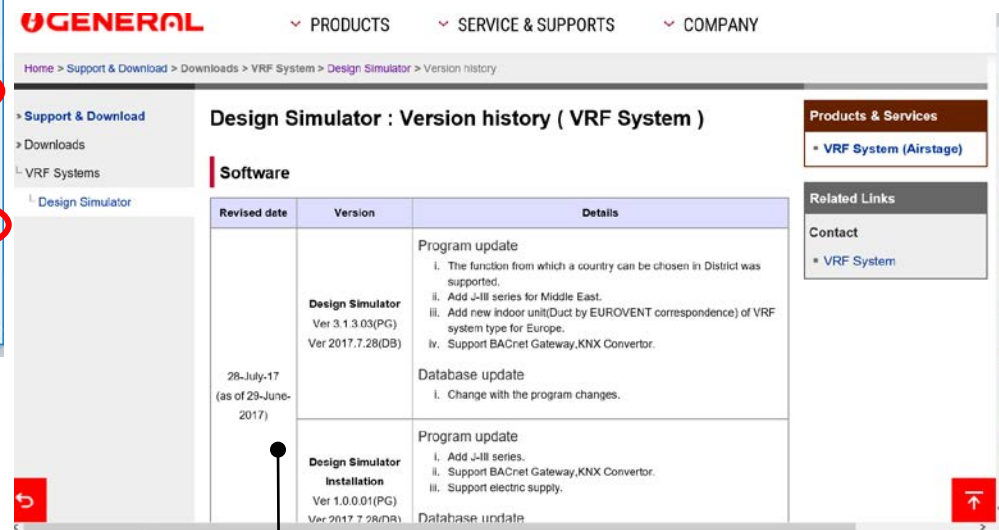 GENERAL
PRODUCTS
SERVICE & SUPPORTS
COMPANY
Home > Support & Download > Downloads > VRF System > Design Simulator > Version history
» Support & Download
» Downloads
VRF Systems
Design Simulator
Design Simulator : Version history ( VRF System )
Software
Revised date Version Details
28-July-17
(as of 29-June-
2017)
Design Simulator
Ver 3.1.3.03(PG)
Ver 2017.7.28(DB)
Program update
i. The function from which a country can be chosen in District was
supported.
ii. Add J-III series for Middle East.
iii. Add new indoor unit(Duct by EUROVENT correspondence) of VRF
system type for Europe.
iv. Support BACnet Gateway,KNX Convertor.
Database update
i. Change with the program changes.
Design Simulator
Installation
Ver 1.0.0.01(PG)
Ver 2017.7.28(DB)
Program update
i. Add J-III series.
ii. Support BACnet Gateway,KNX Convertor.
iii. Support electric supply.
Database update
Products & Services
VRF System (Airstage)
Related Links
Contact
VRF System